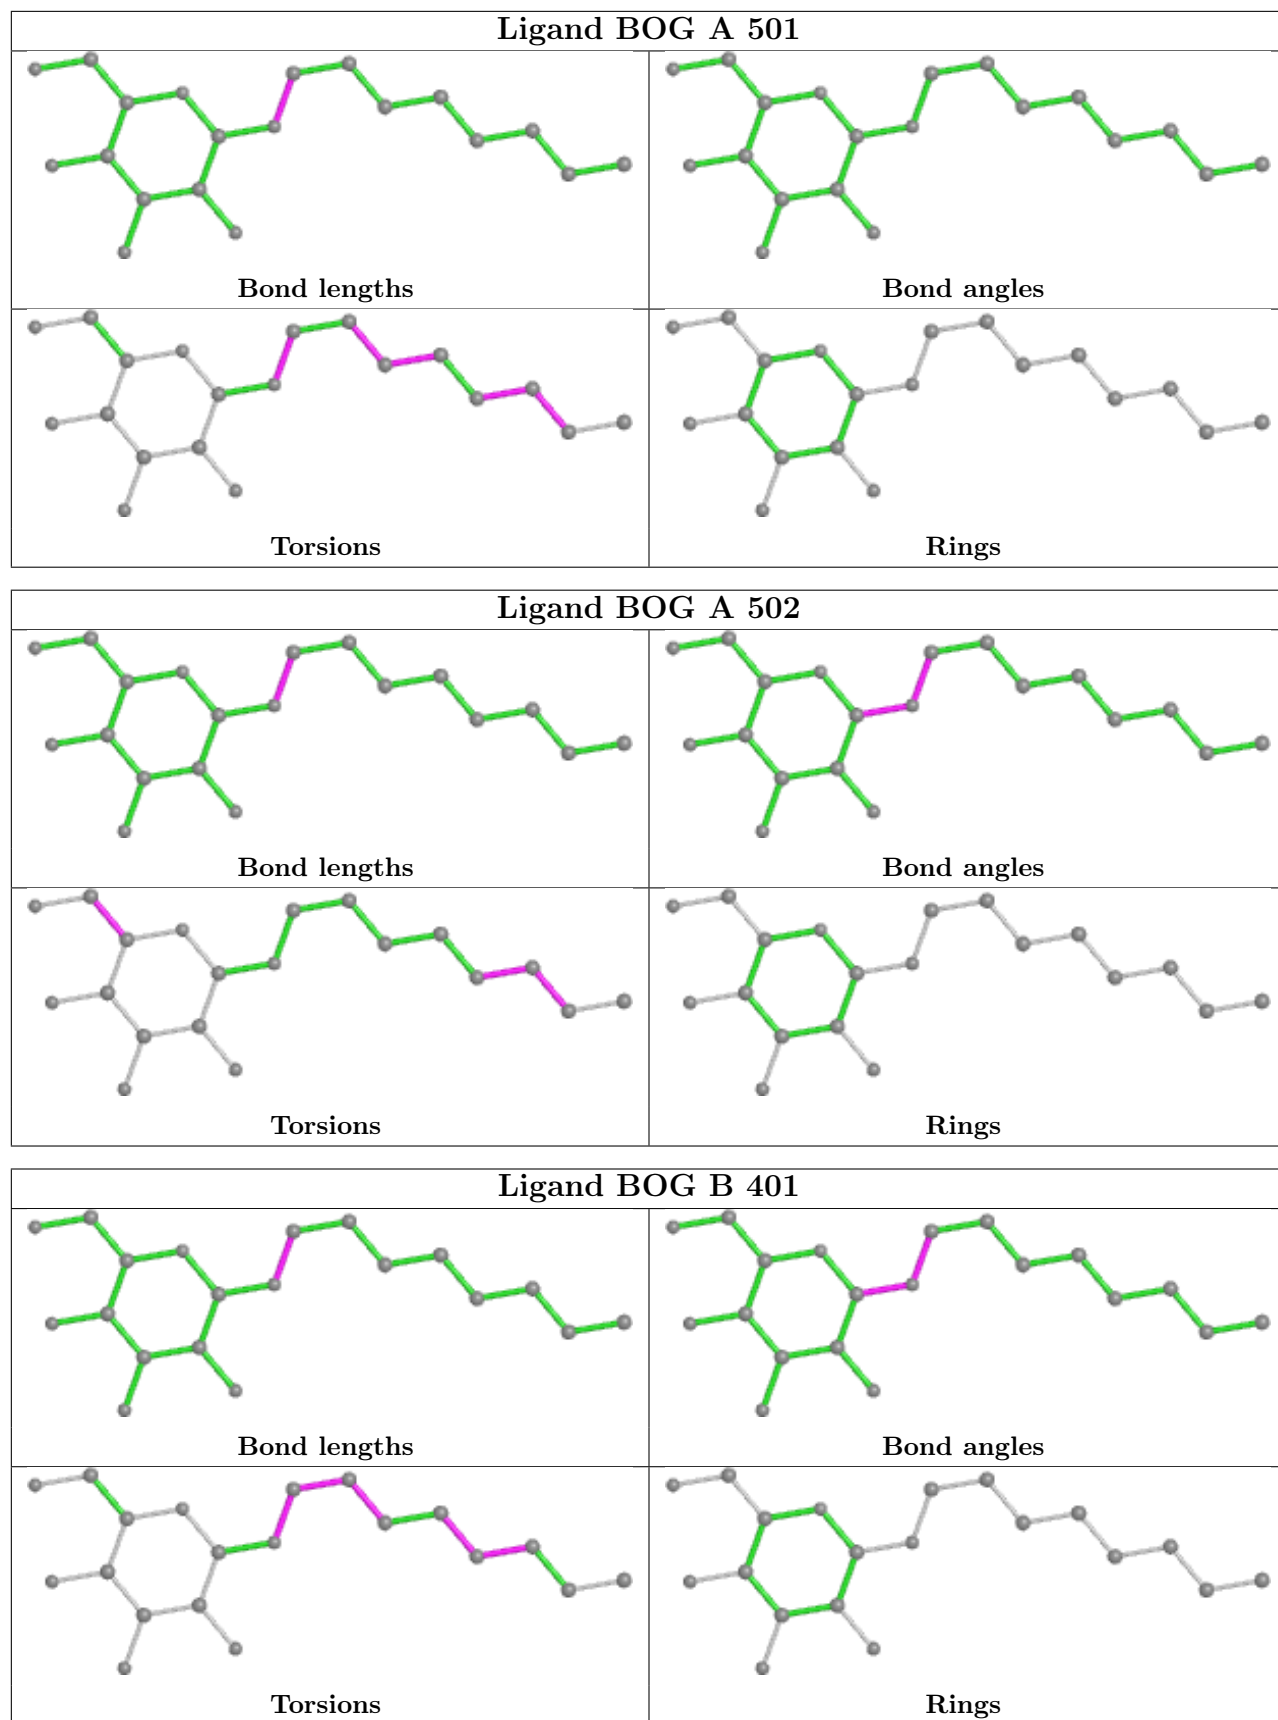 Ligand BOG A 501
Bond lengths
Bond angles
Torsions
Rings
Ligand BOG A 502
Bond lengths
Bond angles
Torsions
Rings
Ligand BOG B 401
Bond lengths
Bond angles
Torsions
Rings